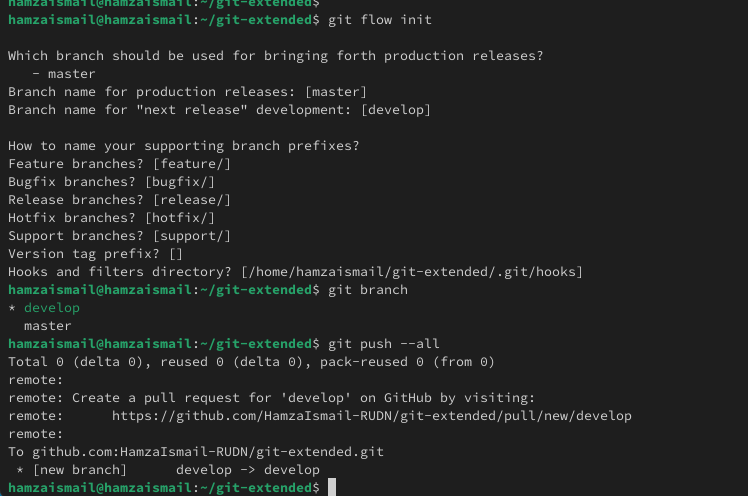 hamzaismail@hamzaismail:~/git-extended$
hamzaismail@hamzaismail:~/git-extended$ git flow init
Which branch should be used for bringing forth production releases?
   - master
Branch name for production releases: [master]
Branch name for "next release" development: [develop]
How to name your supporting branch prefixes?
Feature branches? [feature/]
Bugfix branches? [bugfix/]
Release branches? [release/]
Hotfix branches? [hotfix/]
Support branches? [support/]
Version tag prefix? []
Hooks and filters directory? [/home/hamzaismail/git-extended/.git/hooks]
hamzaismail@hamzaismail:~/git-extended$ git branch
* develop
  master
hamzaismail@hamzaismail:~/git-extended$ git push --all
Total 0 (delta 0), reused 0 (delta 0), pack-reused 0 (from 0)
remote:
remote: Create a pull request for 'develop' on GitHub by visiting:
remote:      https://github.com/HamzaIsmail-RUDN/git-extended/pull/new/develop
remote:
To github.com:HamzaIsmail-RUDN/git-extended.git
 * [new branch]      develop -> develop
hamzaismail@hamzaismail:~/git-extended$